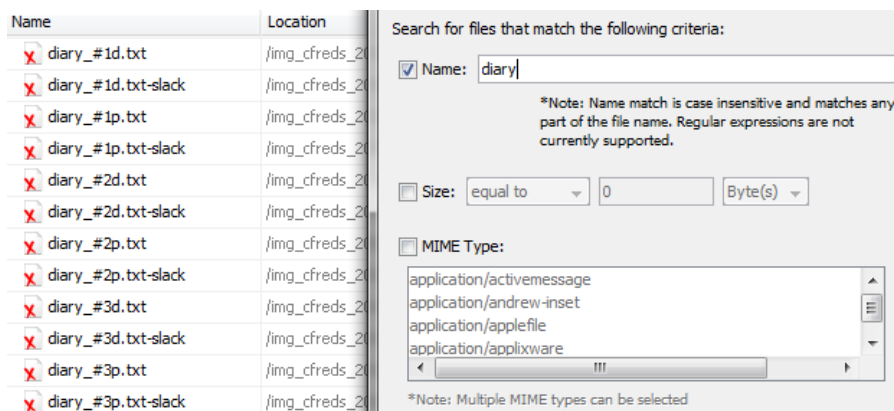 Name Location
diary_#1d.txt /img_cfreds_20
diary_#1d.txt-slack /img_cfreds_20
diary_#1p.txt /img_cfreds_20
diary_#1p.txt-slack /img_cfreds_20
diary_#2d.txt /img_cfreds_20
diary_#2d.txt-slack /img_cfreds_20
diary_#2p.txt /img_cfreds_20
diary_#2p.txt-slack /img_cfreds_20
diary_#3d.txt /img_cfreds_20
diary_#3d.txt-slack /img_cfreds_20
diary_#3p.txt /img_cfreds_20
diary_#3p.txt-slack /img_cfreds_20
Search for files that match the following criteria:
Name: diary
*Note: Name match is case insensitive and matches any
part of the file name. Regular expressions are not
currently supported.
Size: equal to 0 Byte(s)
MIME Type:
application/activemessage
application/andrew-inset
application/applefile
application/applixware
*Note: Multiple MIME types can be selected